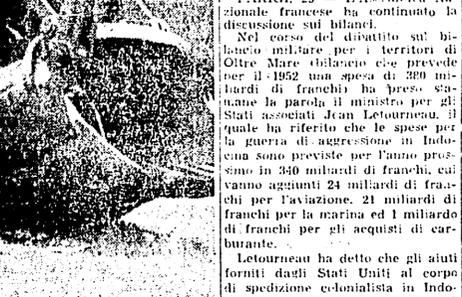 zionale francese ha continuato la
discussione sui bilanci.
Nel corso del dibattito sul bi-
lancio militare per i territori di
Oltre Mare (bilancio che prevede
per il 1952 una spesa di 380 mi-
liardi di franchi) ha preso sta-
mane la parola il ministro per gli
Stati associati Jean Letourneau, il
quale ha riferito che le spese per
la guerra di aggressione in Indo-
cina sono previste per l'anno pros-
simo in 340 miliardi di franchi, cui
vanno aggiunti 24 miliardi di fran-
chi per l'aviazione, 21 miliardi di
franchi per la marina ed 1 miliardo
di franchi per gli acquisti di car-
burante.
Letourneau ha detto che gli aiuti
forniti dagli Stati Uniti al corpo
di spedizione colonialista in Indo-